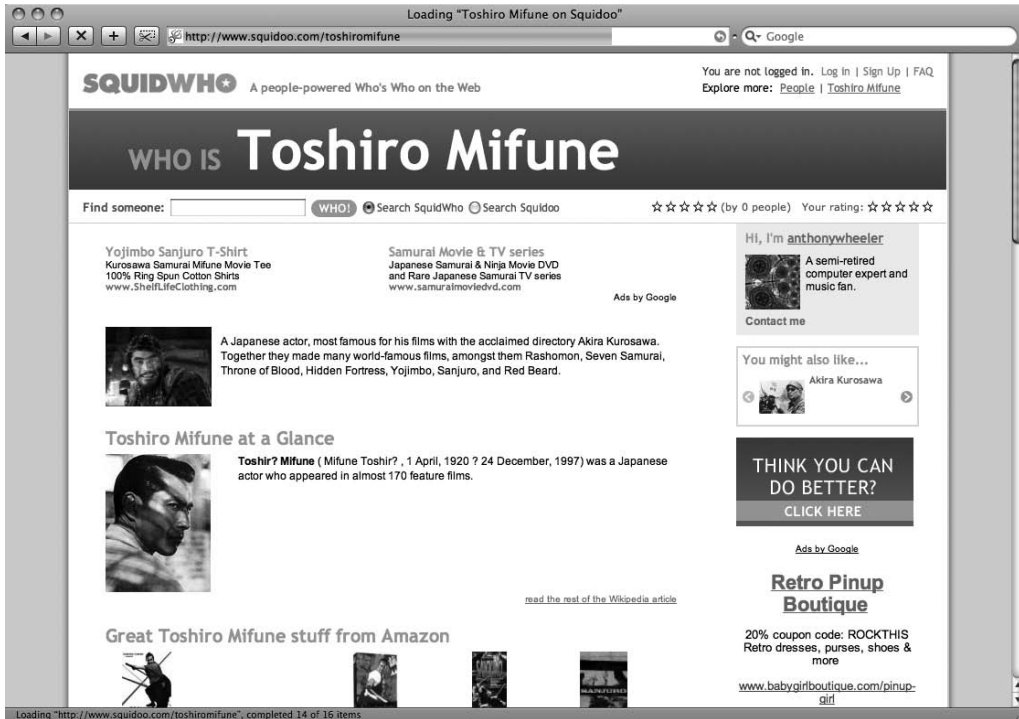 Loading “Toshiro Mifune on Squidoo”
http://www.squidoo.com/toshiromifune
Google
SQUIDWHO A people-powered Who's Who on the Web
You are not logged in. Log in | Sign Up | FAQ
Explore more: People | Toshiro Mifune
WHO IS Toshiro Mifune
Find someone: WHO! Search SquidWho Search Squidoo
(by 0 people) Your rating:
Yojimbo Sanjuro T-Shirt
Kurosawa Samurai Mifune Movie Tee
100% Ring Spun Cotton Shirts
www.ShelfLifeClothing.com
Samurai Movie & TV series
Japanese Samurai & Ninja Movie DVD
and Rare Japanese Samurai TV series
www.samuraimoviedvd.com
Ads by Google
A Japanese actor, most famous for his films with the acclaimed directory Akira Kurosawa.
Together they made many world-famous films, amongst them Rashomon, Seven Samurai,
Throne of Blood, Hidden Fortress, Yojimbo, Sanjuro, and Red Beard.
Toshiro Mifune at a Glance
Toshir? Mifune ( Mifune Toshir? , 1 April, 1920 ? 24 December, 1997) was a Japanese
actor who appeared in almost 170 feature films.
read the rest of the Wikipedia article
Great Toshiro Mifune stuff from Amazon
SANJURO
Hi, I'm anthonywheeler
A semi-retired
computer expert and
music fan.
Contact me
You might also like...
Akira Kurosawa
THINK YOU CAN
DO BETTER?
CLICK HERE
Ads by Google
Retro Pinup
Boutique
20% coupon code: ROCKTHIS
Retro dresses, purses, shoes &
more
www.babygirlboutique.com/pinup-
girl
Loading "http://www.squidoo.com/toshiromifune", completed 14 of 16 items